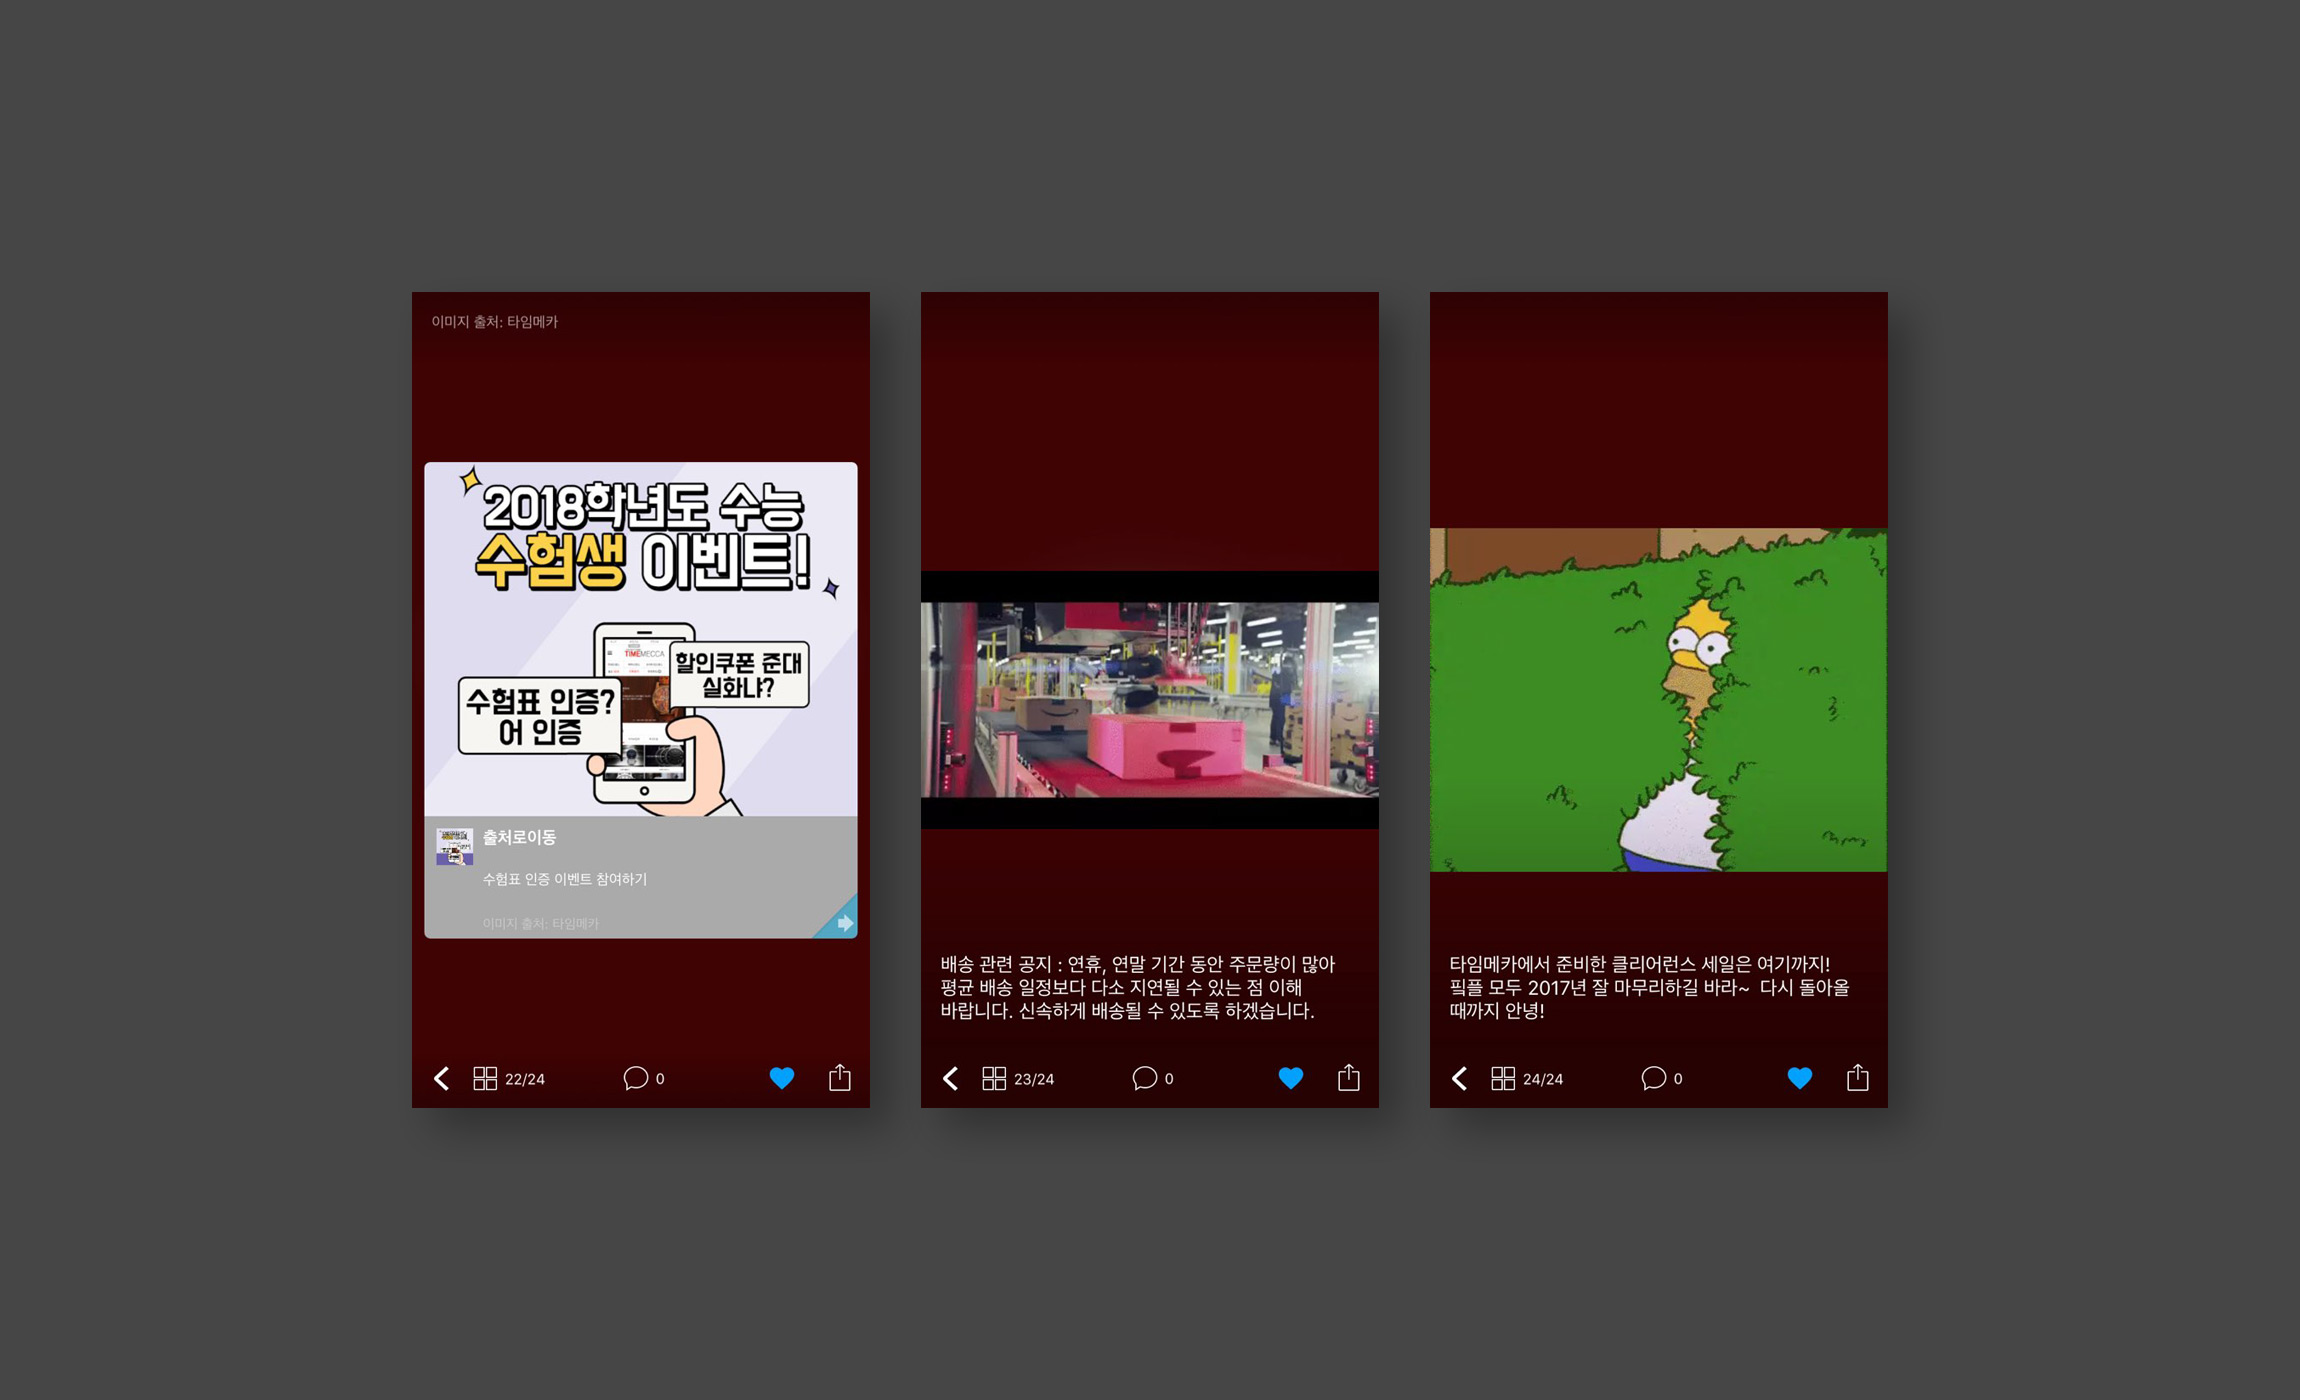 이미지 출처: 타임메카
2018학년도 수능
수험생 이벤트!
TIMEMECCA
할인쿠폰 준대
실화냐?
수험표 인증?
어 인증
출처로이동
수험표 인증 이벤트 참여하기
이미지 출처: 타임메카
22/24
0
배송 관련 공지 : 연휴, 연말 기간 동안 주문량이 많아
평균 배송 일정보다 다소 지연될 수 있는 점 이해
바랍니다. 신속하게 배송될 수 있도록 하겠습니다.
23/24
0
타임메카에서 준비한 클리어런스 세일은 여기까지!
픸플 모두 2017년 잘 마무리하길 바라~ 다시 돌아올
때까지 안녕!
24/24
0